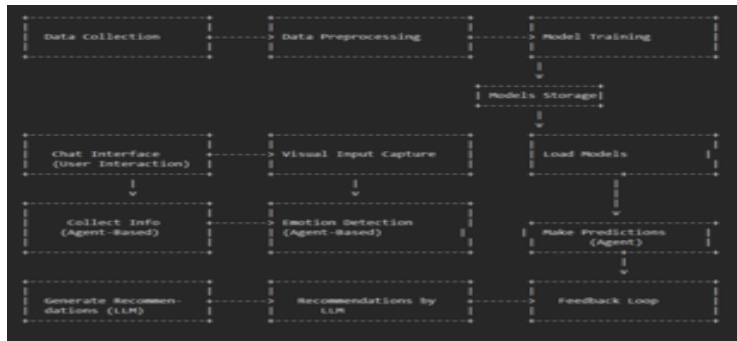 Data Collection
Data Preprocessing
Model Training
Models Storage
Chat Interface
(User Interaction)
Visual Input Capture
Load Models
Collect Info
(Agent-Based)
Emotion Detection
(Agent-Based)
Make Predictions
(Agent)
Generate Recommen-
dations (LLM)
Recommendations by
LLM
Feedback Loop